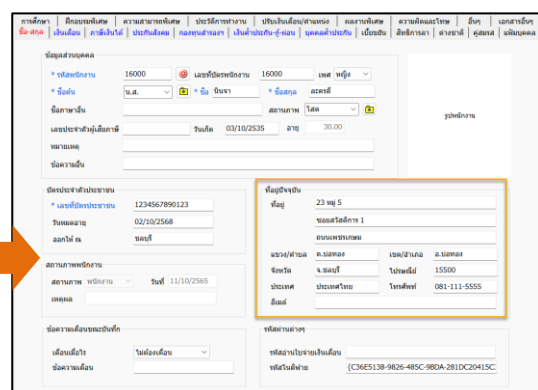 การศึกษา ฝึกอบรมพิเศษ ความสามารถพิเศษ ประวัติการทำงาน ปรับเงินเดือน/ตำแหน่ง ผลงานพิเศษ ความผิดและโทษ อื่นๆ เอกสารอื่นๆ
ชื่อ-สกุล เงินเดือน ภาษีเงินได้ ประกันสังคม กองทุนสำรองฯ เงินค้ำประกัน-กู้-ผ่อน บุคคลค้ำประกัน เบี้ยขยัน สิทธิการลา ต่างชาติ คู่สมรส แฟ้มบุคคล
ข้อมูลส่วนบุคคล
* รหัสพนักงาน 16000 เลขที่บัตรพนักงาน 16000 เพศ หญิง
* ชื่อต้น น.ส. * ชื่อ นินจา * ชื่อสกุล ละครดี
ชื่อภาษาอื่น สถานภาพ โสด
เลขประจำตัวผู้เสียภาษี วันเกิด 03/10/2535 อายุ 30.00
หมายเหตุ
ข้อความอื่น
รูปพนักงาน
บัตรประจำตัวประชาชน
* เลขที่บัตรประชาชน 1234567890123
วันหมดอายุ 02/10/2568
ออกให้ ณ ชลบุรี
ที่อยู่ปัจจุบัน
ที่อยู่ 23 หมู่ 5
ซอยสวัสดิการ 1
ถนนเพชรเกษม
แขวง/ตำบล ต.บ่อทอง เขต/อำเภอ อ.บ่อทอง
จังหวัด จ.ชลบุรี ไปรษณีย์ 15500
ประเทศ ประเทศไทย โทรศัพท์ 081-111-5555
อีเมล์
สถานภาพพนักงาน
สถานภาพ พนักงาน วันที่ 11/10/2565
เหตุผล
ข้อความเตือนขณะบันทึก
เตือนเมื่อไร ไม่ต้องเตือน
ข้อความเตือน
รหัสผ่านต่างๆ
รหัสอ่านใบจ่ายเงินเดือน
รหัสในคีฟาย {C36E5138-9826-485C-9BDA-281DC20415C: